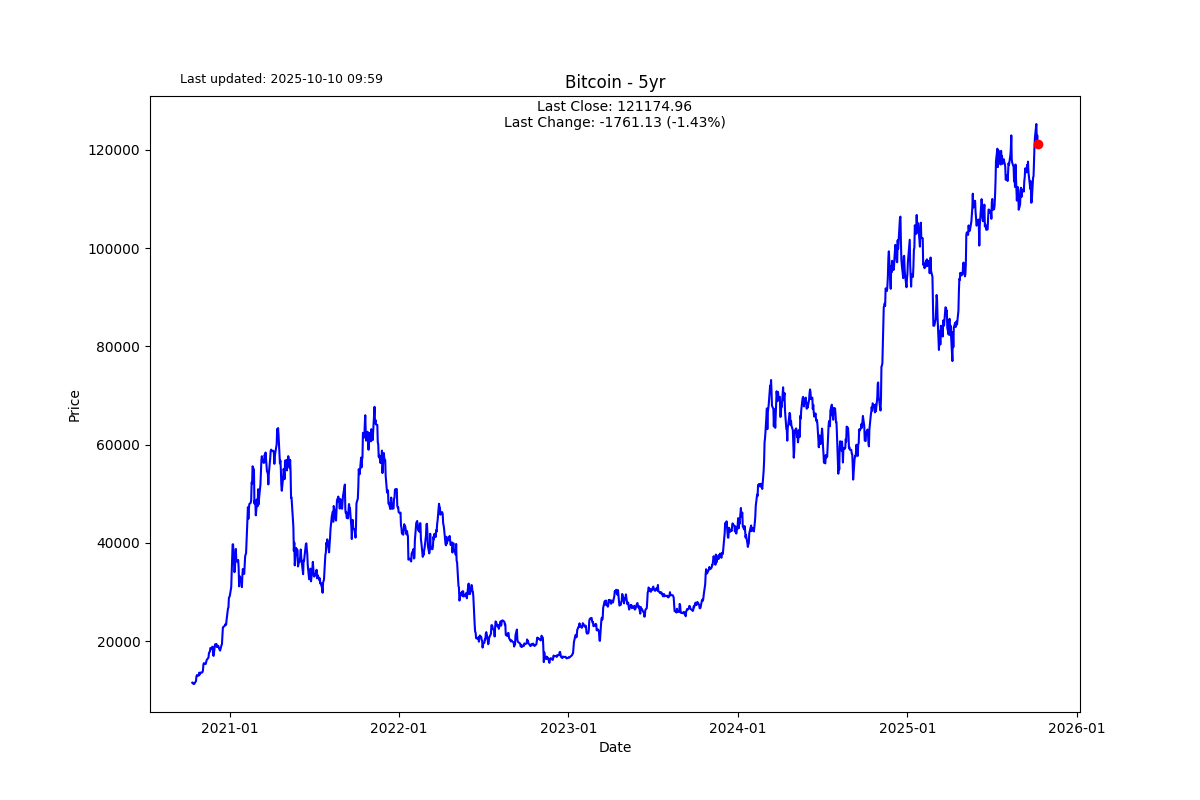 Last updated: 2025-10-10 09:59
Bitcoin - 5yr
Last Close: 121174.96
Last Change: -1761.13 (-1.43%)
120000
100000
80000
60000
40000
20000
Price
2021-01
2022-01
2023-01
2024-01
2025-01
2026-01
Date